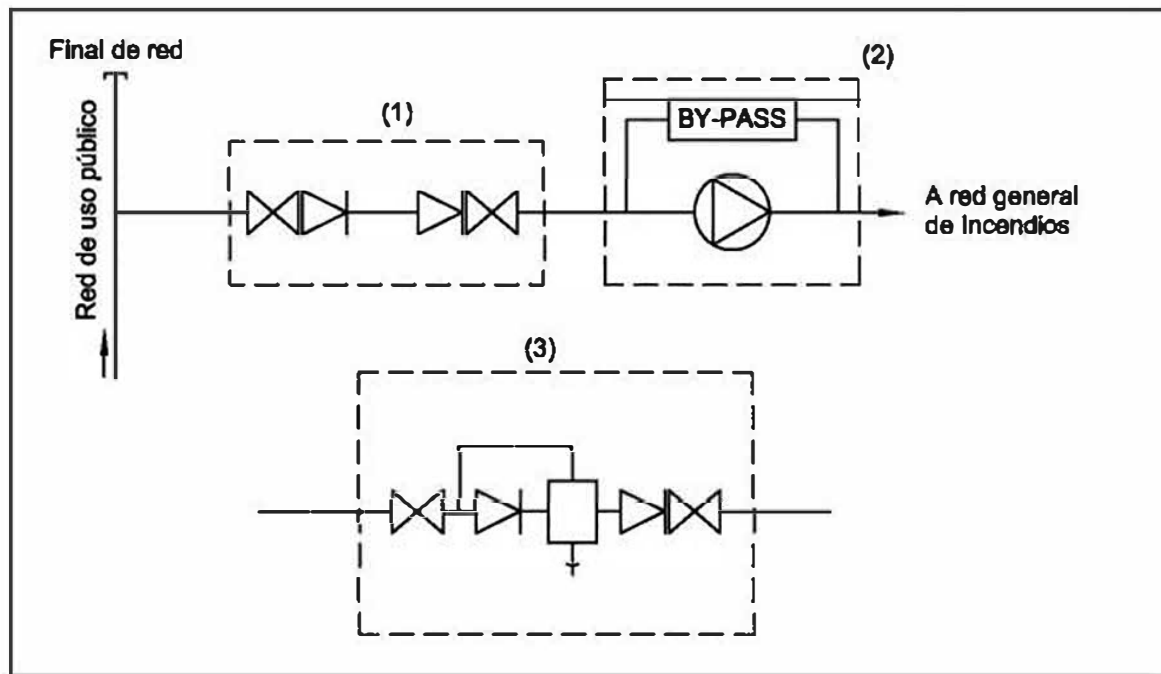 Final de red
Red de uso público
(1)
(2)
BY-PASS
A red general
de incendios
(3)